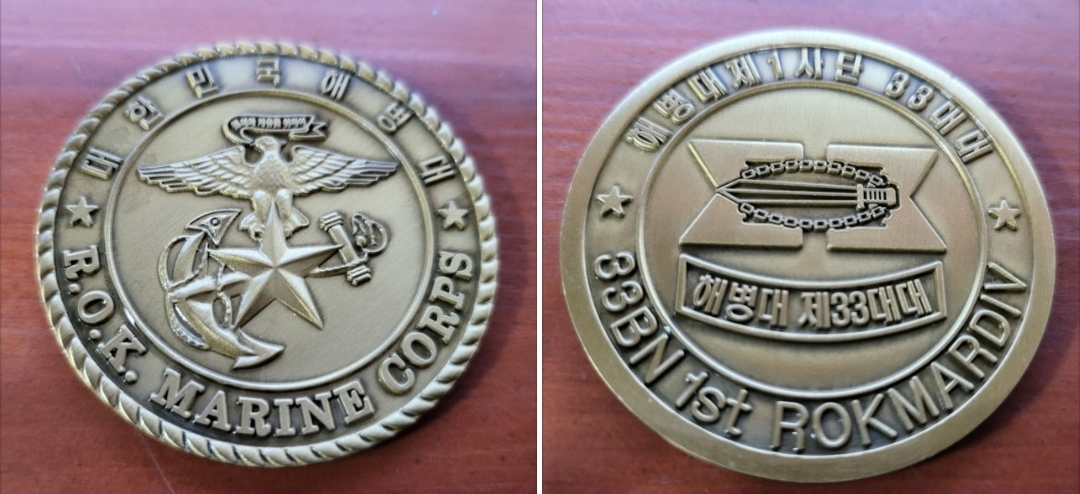 대한민국해병대
R.O.K. MARINE CORPS
해병대제1사단 33대대
해병대 제33대대
33BN 1st ROKMARDIV